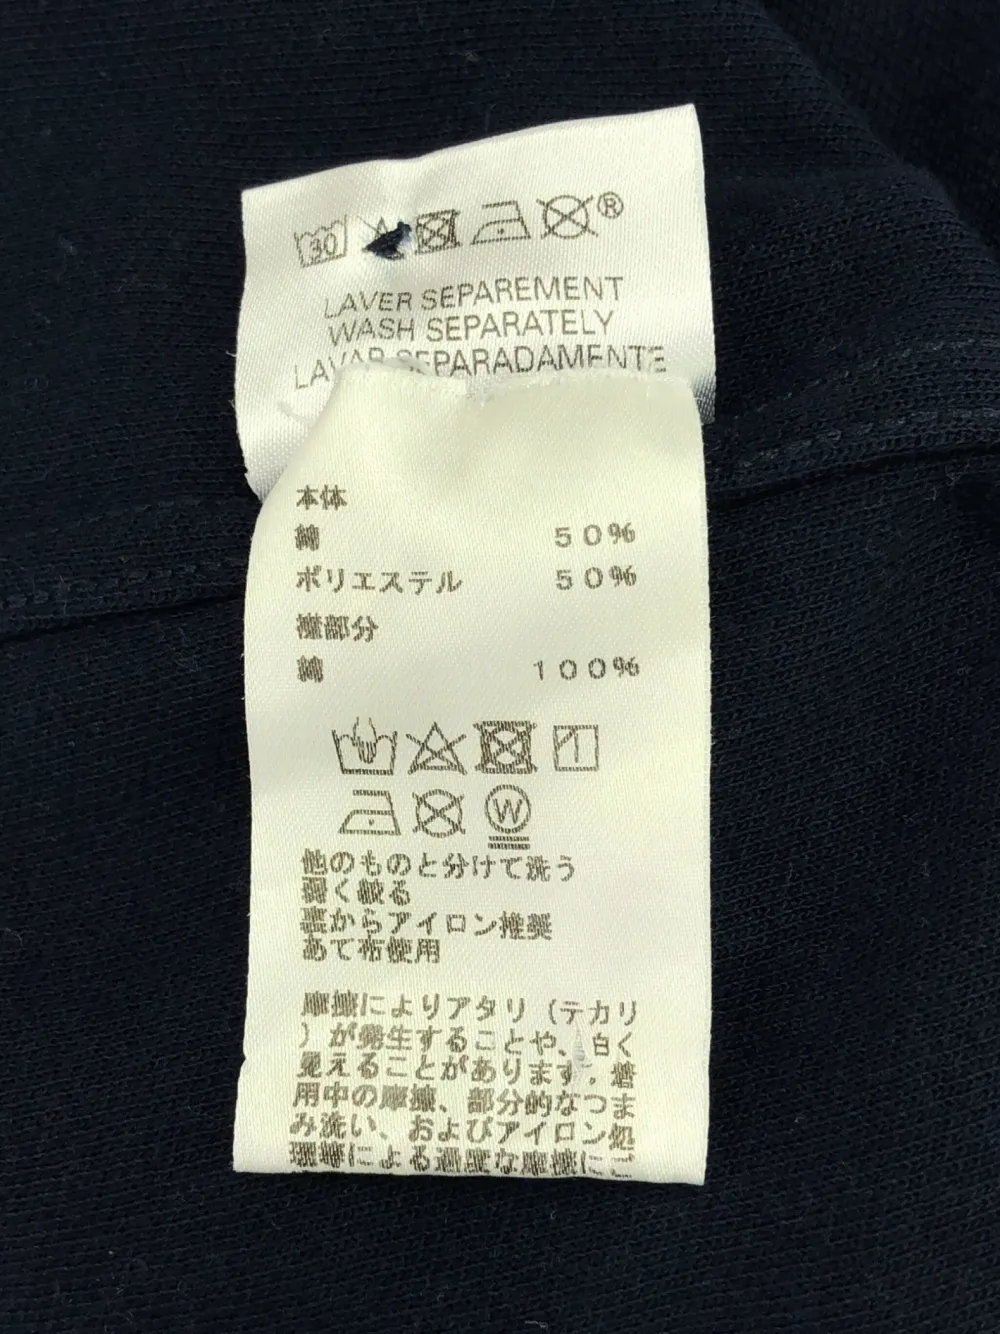 30 ®
LAVER SEPAREMENT
WASH SEPARATELY
LAVAR SEPARADAMENTE
本体
綿 50%
ポリエステル 50%
襟部分
綿 100%
W
他のものと分けて洗う
弱く絞る
裏からアイロン推奨
あて布使用
摩擦によりアタリ（テカリ
）が発生することや、白く
見えることがあります。着
用中の摩擦、部分的なつま
み洗い、およびアイロン処
環等による過度な摩擦にご